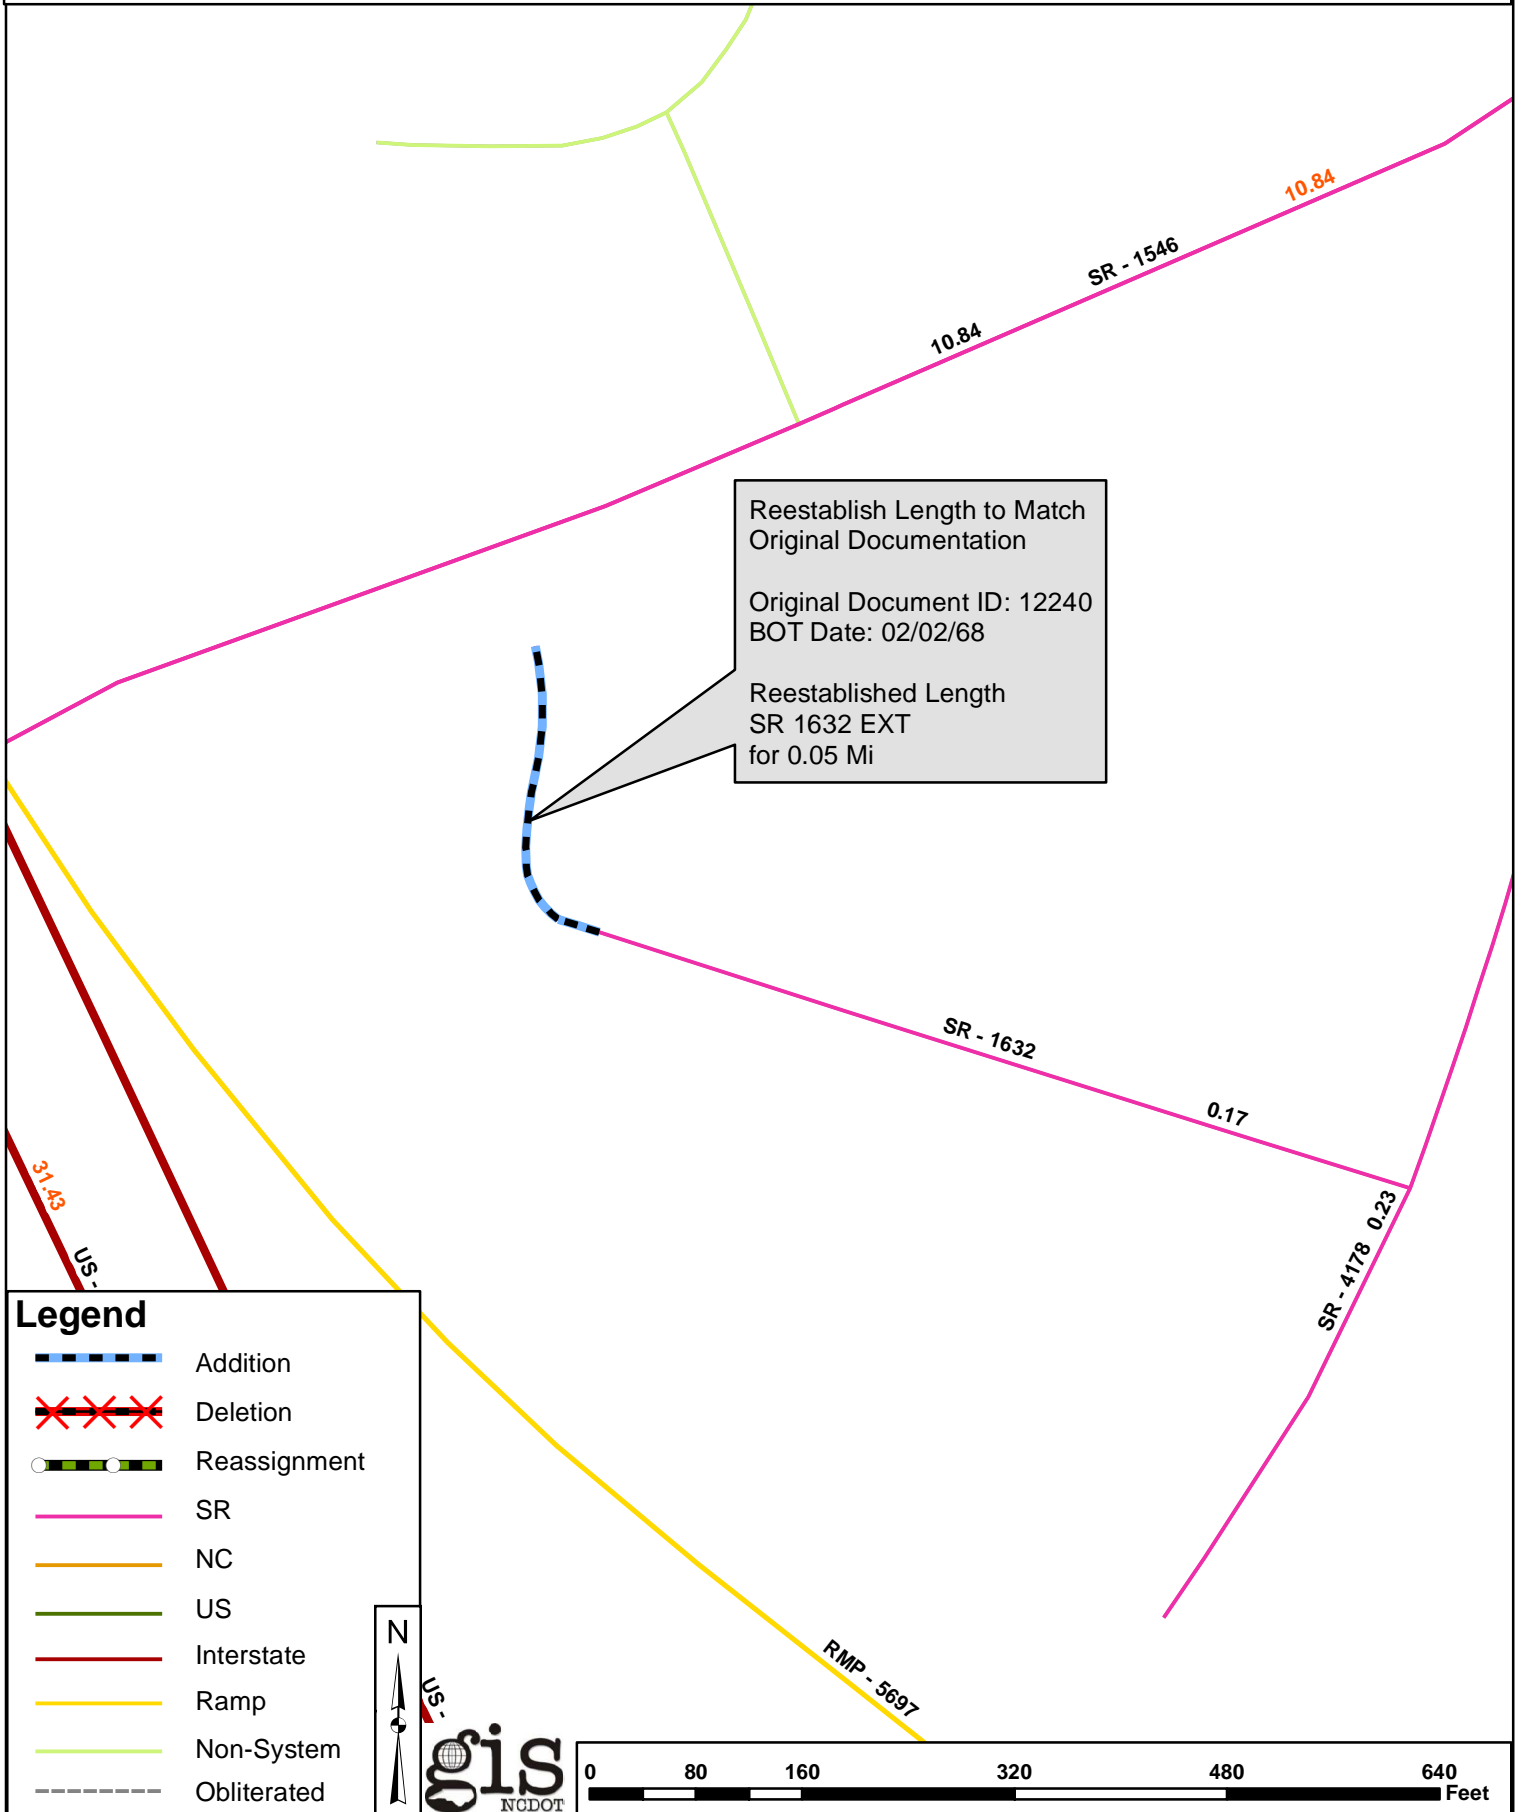 10.84
SR - 1546
10.84
Reestablish Length to Match
Original Documentation
Original Document ID: 12240
BOT Date: 02/02/68
Reestablished Length
SR 1632 EXT
for 0.05 Mi
SR - 1632
0.17
SR - 4178 0.23
31.43
US -
Legend
Addition
Deletion
Reassignment
SR
NC
US
Interstate
Ramp
Non-System
Obliterated
N
US -
RMP - 5697
gis
NCDOT
0 80 160 320 480 640
Feet